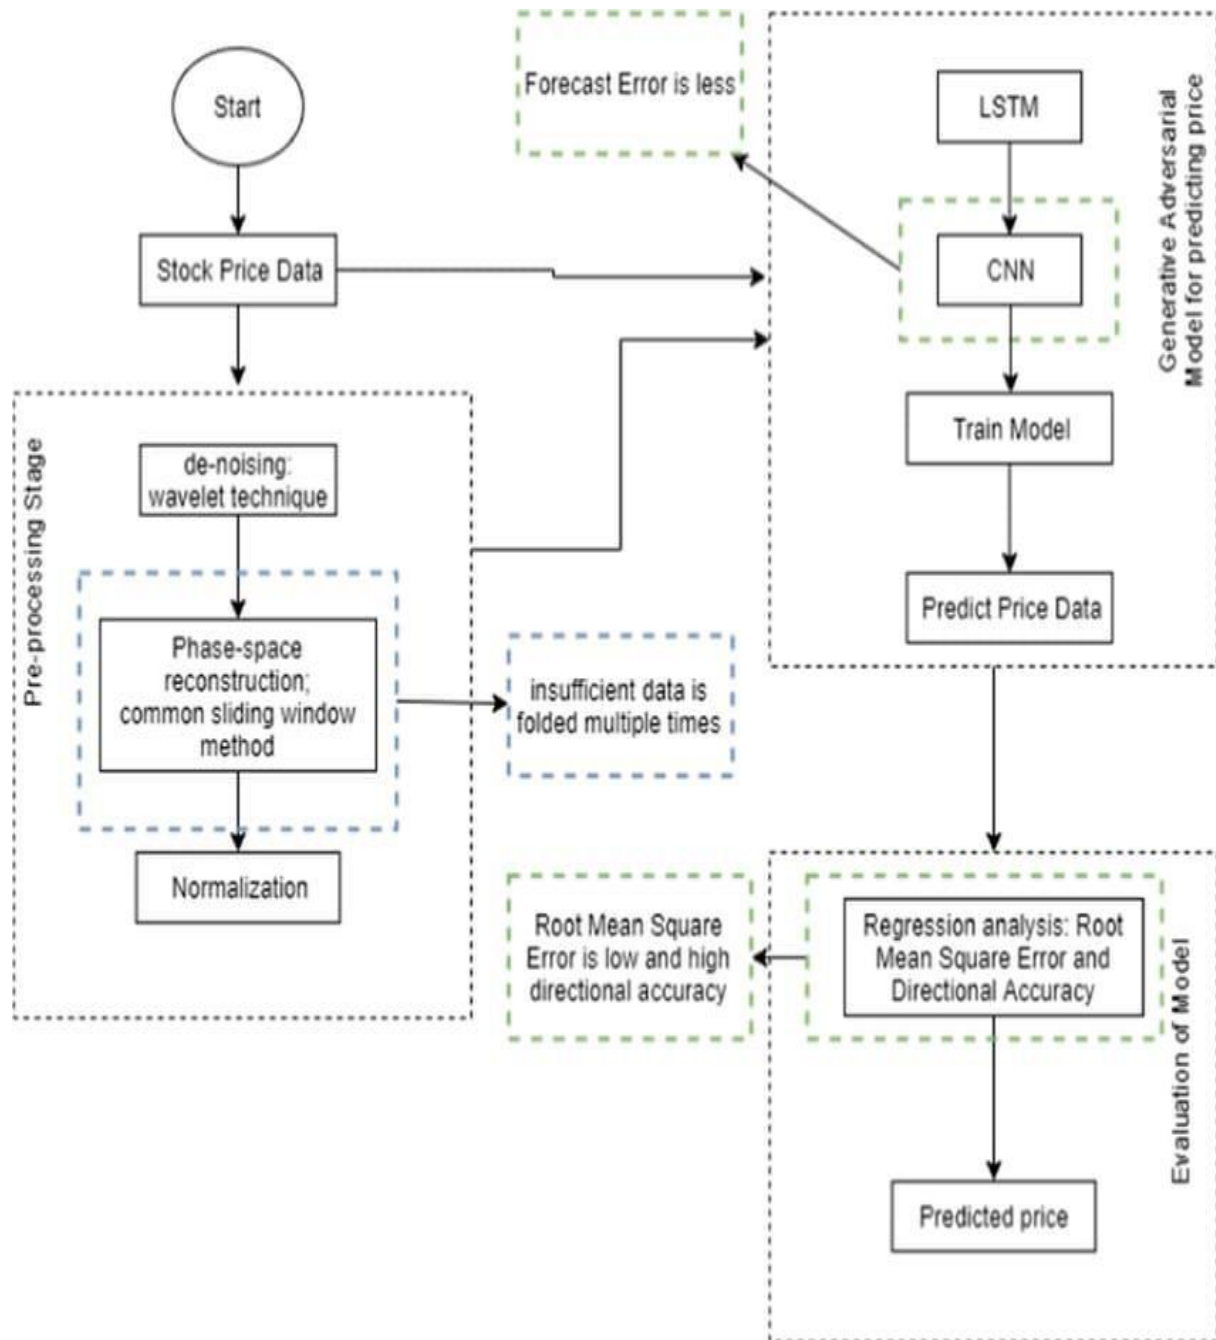 Start
Stock Price Data
Pre-processing Stage
de-noising:
wavelet technique
Phase-space
reconstruction;
common sliding window
method
Normalization
insufficient data is
folded multiple times
Forecast Error is less
Generative Adversarial
Model for predicting price
LSTM
CNN
Train Model
Predict Price Data
Evaluation of Model
Regression analysis: Root
Mean Square Error and
Directional Accuracy
Root Mean Square
Error is low and high
directional accuracy
Predicted price